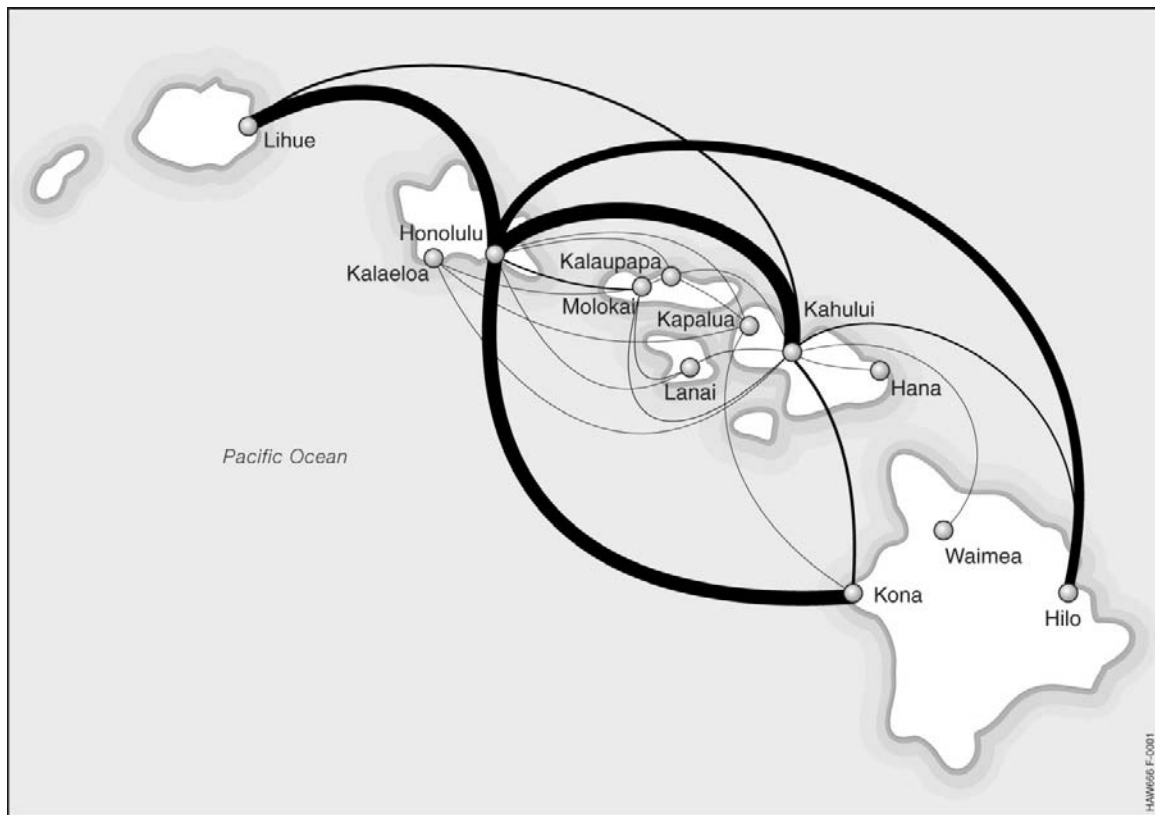 Lihue
Honolulu
Kalaeloa
Kalaupapa
Molokai
Kapalua
Kahului
Lanai
Hana
Pacific Ocean
Waimea
Kona
Hilo
HAW666 F-0001